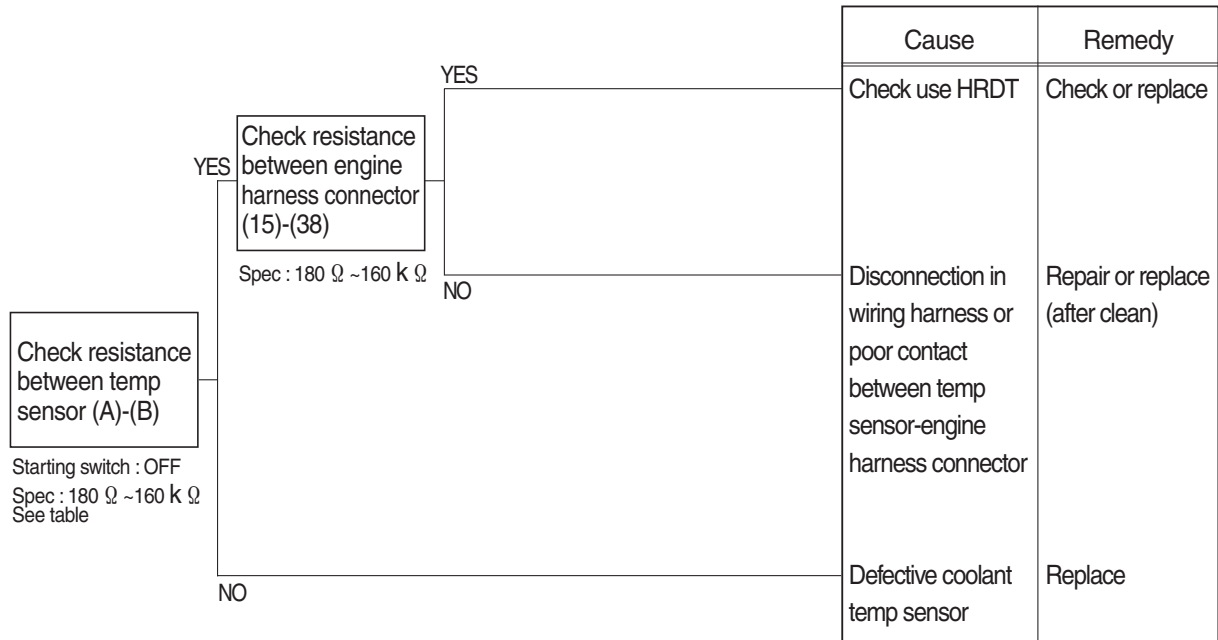 Cause
Remedy
YES
Check use HRDT
Check or replace
Check resistance
YES
between engine
harness connector
(15)-(38)
Spec : 180 Ω ~160 k Ω
NO
Disconnection in
wiring harness or
poor contact
between temp
sensor-engine
harness connector
Repair or replace
(after clean)
Check resistance
between temp
sensor (A)-(B)
Starting switch : OFF
Spec : 180 Ω ~160 k Ω
See table
NO
Defective coolant
temp sensor
Replace